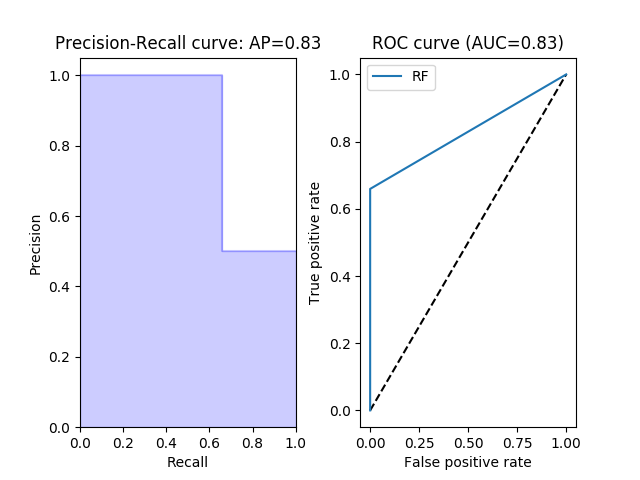 Precision-Recall curve: AP=0.83
1.0
0.8
0.6
0.4
0.2
0.0
Precision
0.0 0.2 0.4 0.6 0.8 1.0
Recall
ROC curve (AUC=0.83)
RF
1.0
0.8
0.6
0.4
0.2
0.0
True positive rate
0.00 0.25 0.50 0.75 1.00
False positive rate